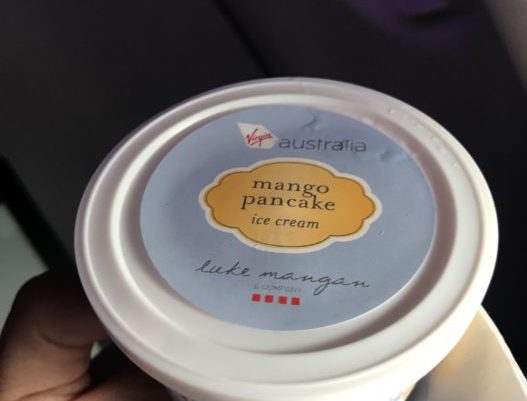 Virgin australia
mango
pancake
ice cream
luke mangan
& COMPANY